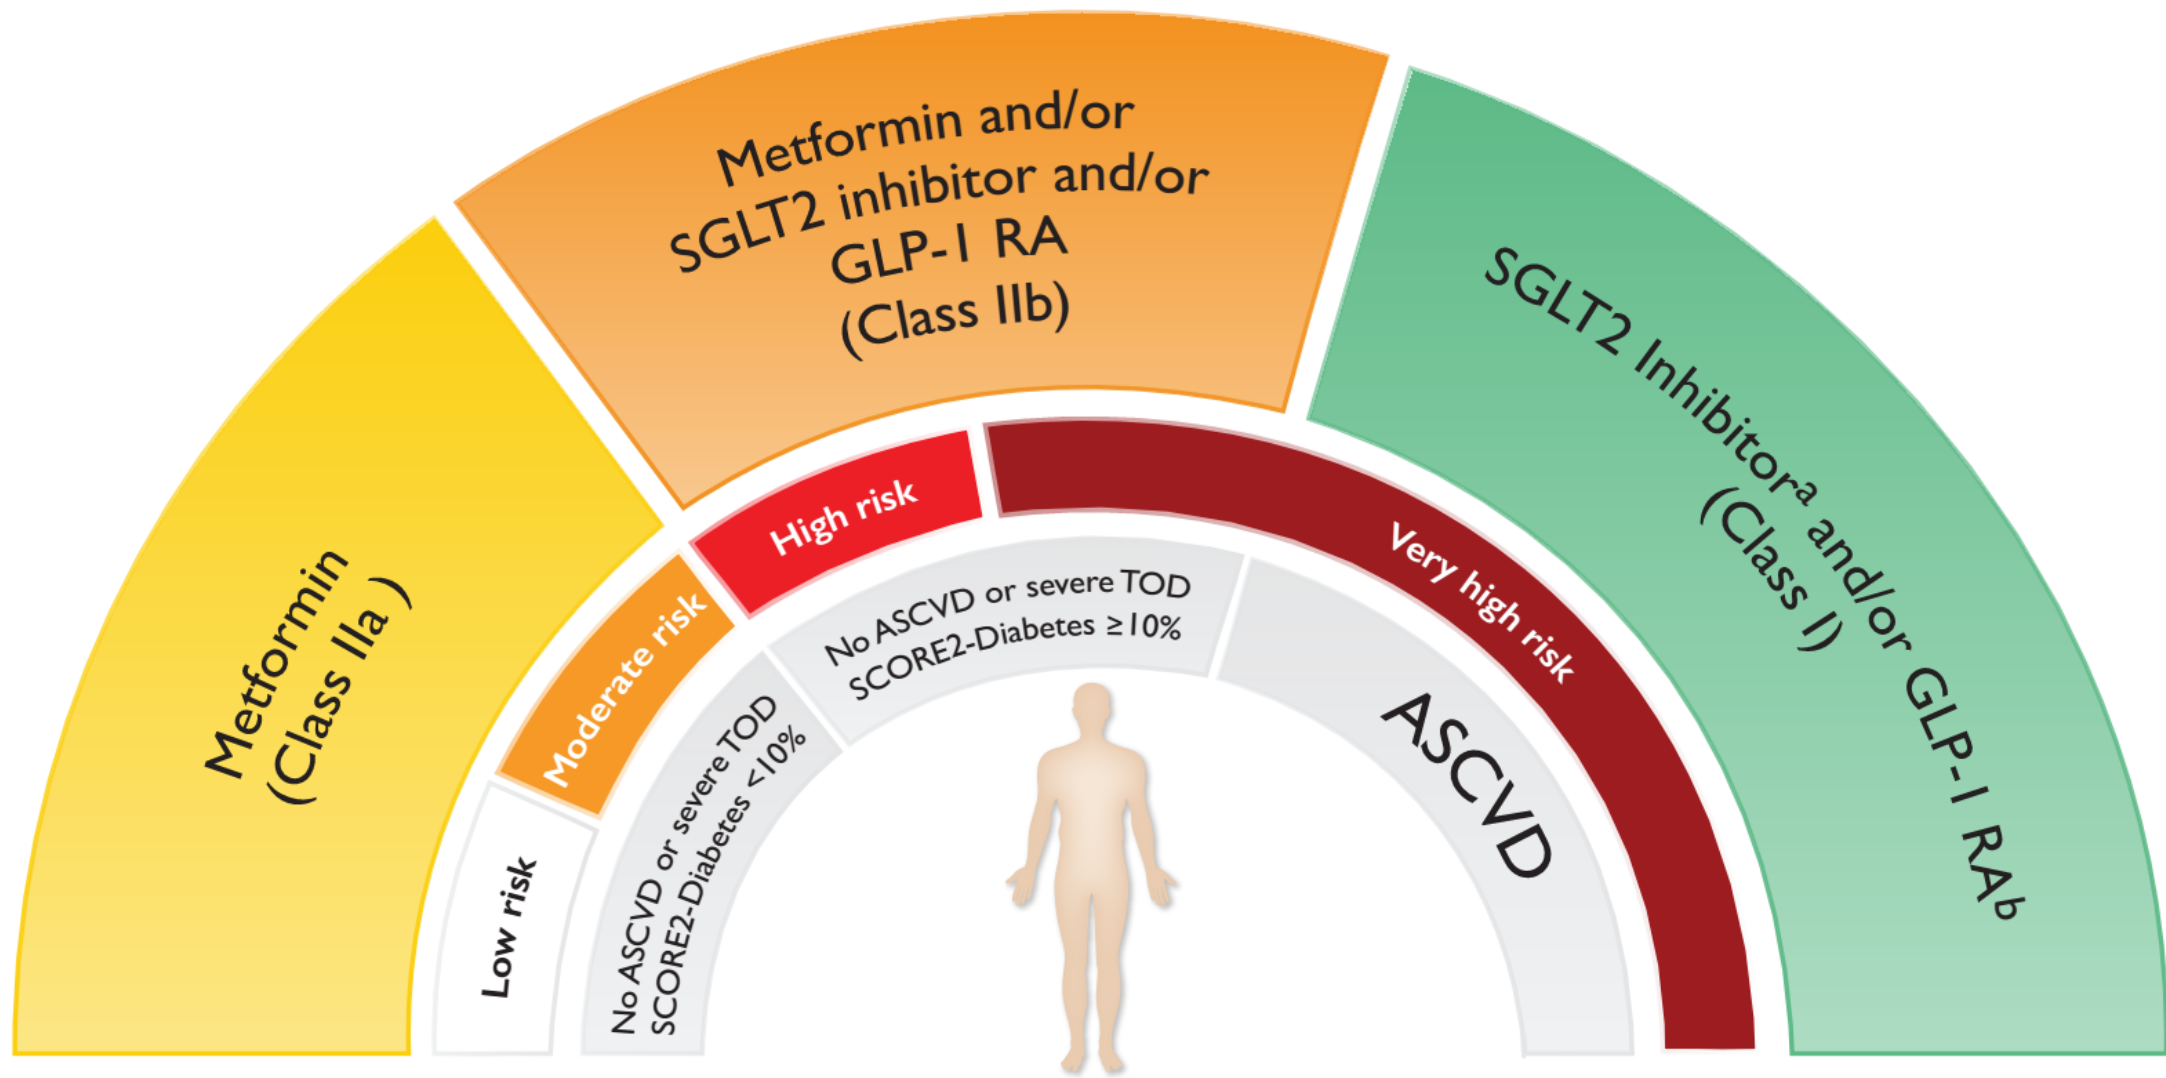 Metformin
(Class IIa )
Metformin and/or
SGLT2 inhibitor and/or
GLP-1 RA
(Class IIb)
SGLT2 Inhibitorᵃ and/or GLP-1 RAᵇ
(Class I)
Low risk
Moderate risk
High risk
Very high risk
No ASCVD or severe TOD
SCORE2-Diabetes <10%
No ASCVD or severe TOD
SCORE2-Diabetes ≥10%
ASCVD